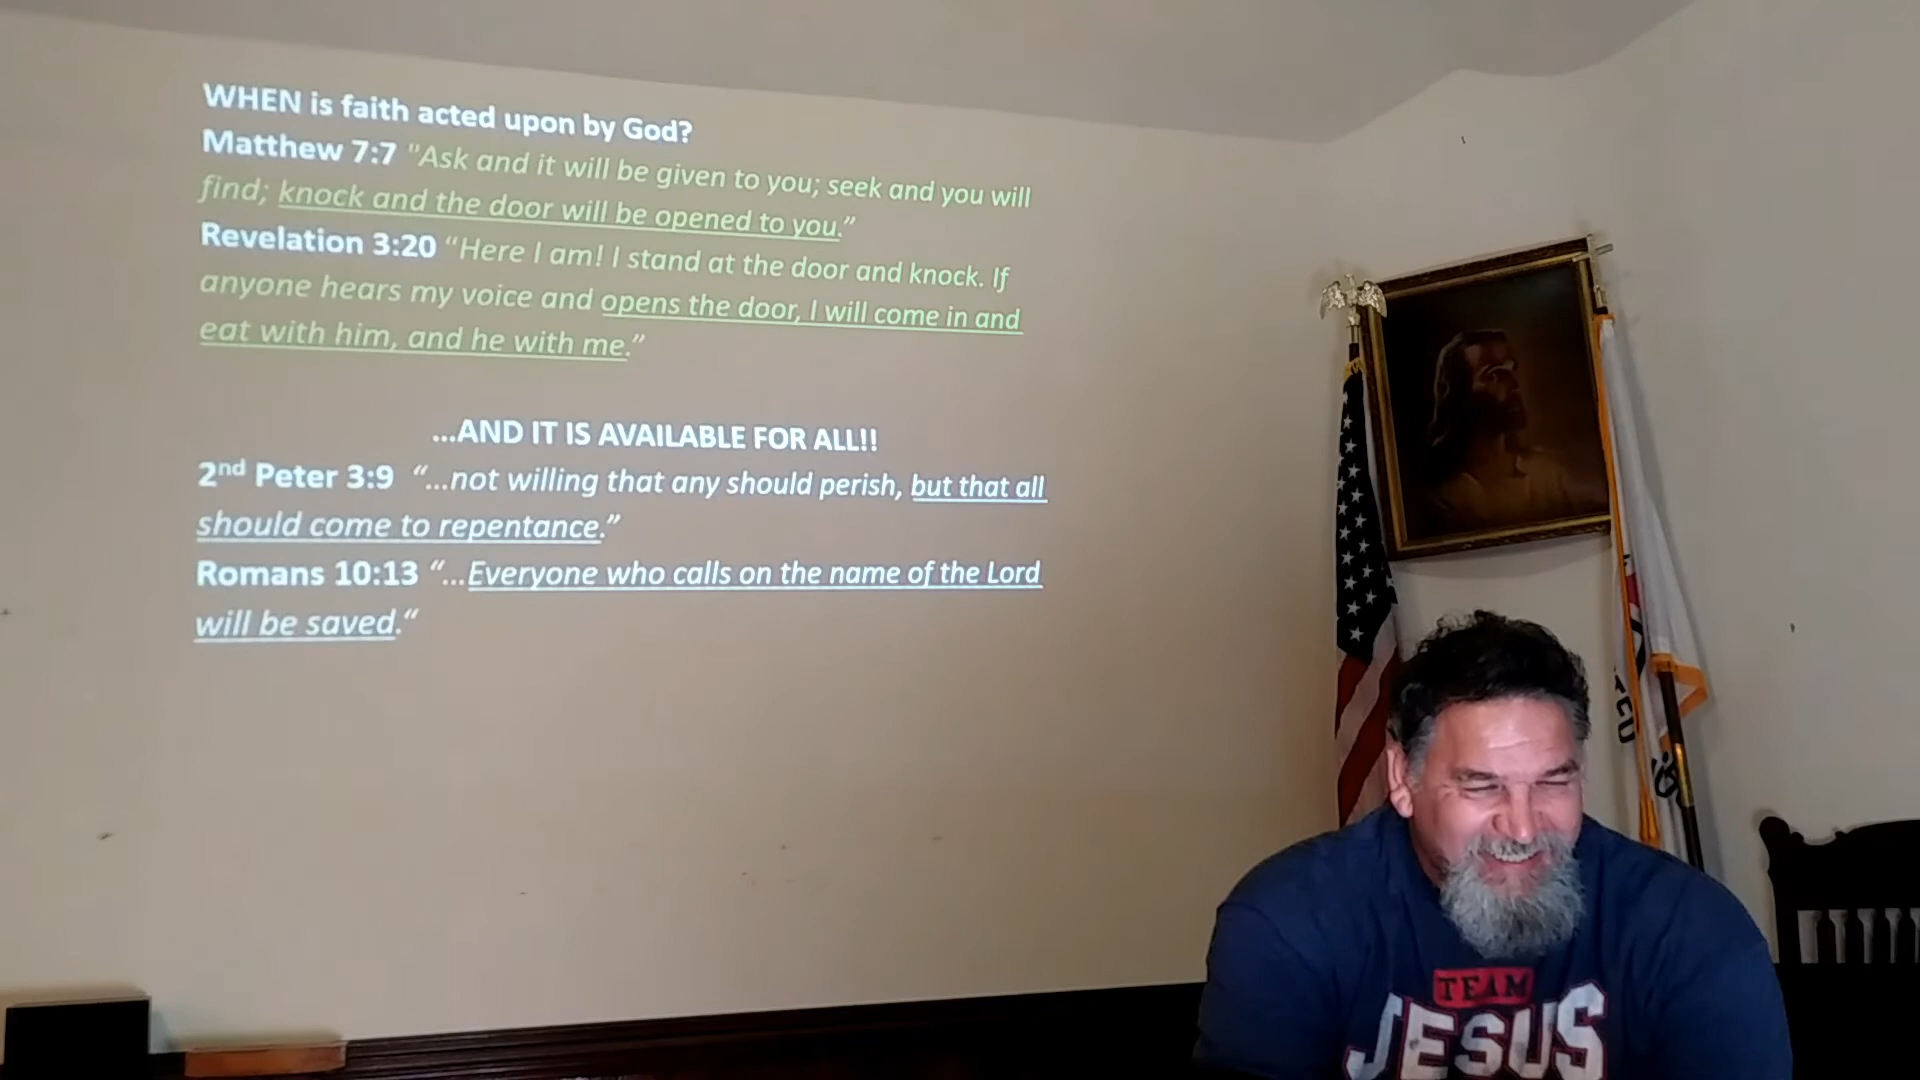 WHEN is faith acted upon by God?
Matthew 7:7 "Ask and it will be given to you; seek and you will
find; knock and the door will be opened to you.”
Revelation 3:20 “Here I am! I stand at the door and knock. If
anyone hears my voice and opens the door, I will come in and
eat with him, and he with me.”
...AND IT IS AVAILABLE FOR ALL!!
2nd Peter 3:9 “...not willing that any should perish, but that all
should come to repentance.”
Romans 10:13 “...Everyone who calls on the name of the Lord
will be saved.“
TEAM
JESUS